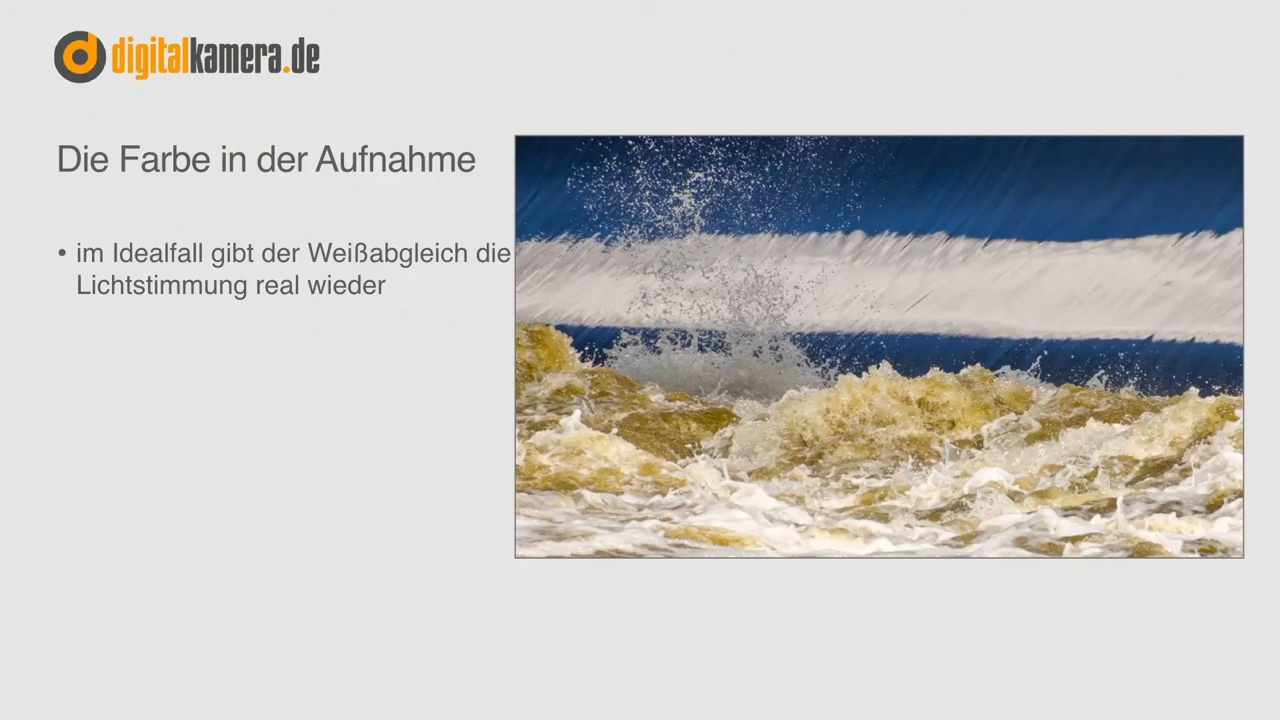 digitalkamera.de
Die Farbe in der Aufnahme
• im Idealfall gibt der Weißabgleich die
Lichtstimmung real wieder